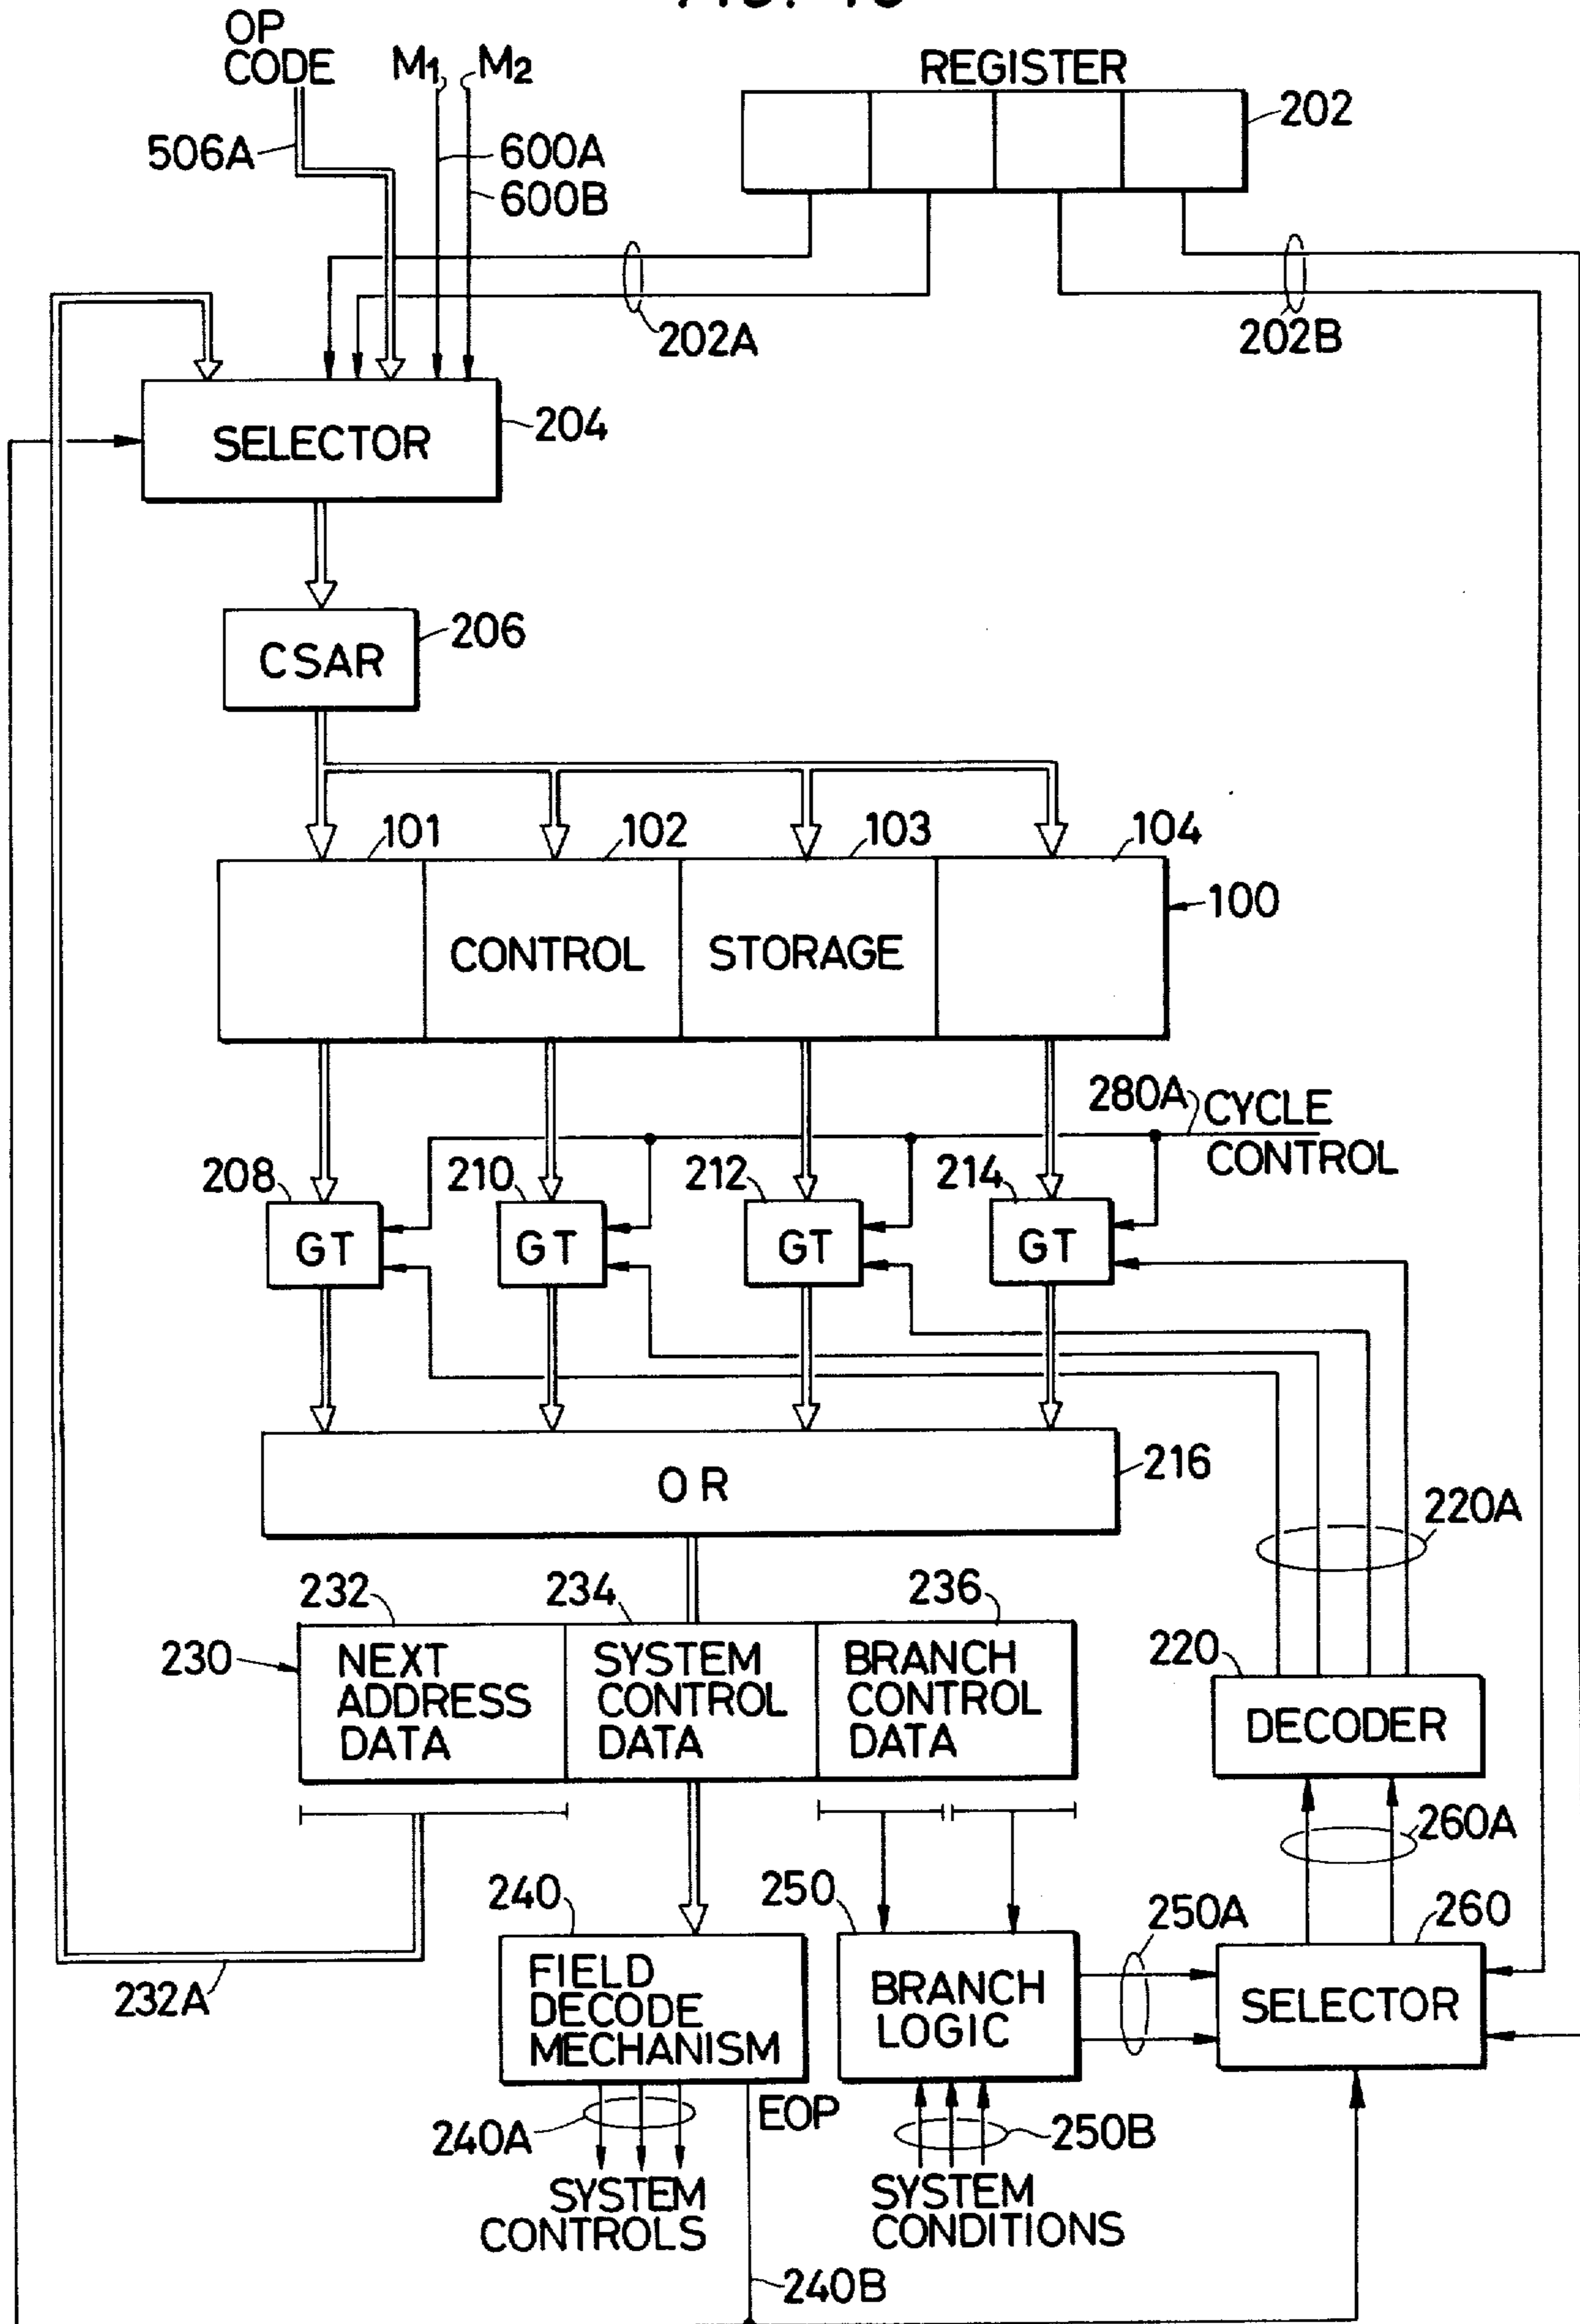 OP
CODE
M1
M2
REGISTER
202
506A
600A
600B
202A
202B
SELECTOR
204
CSAR
206
101
102
103
104
CONTROL
STORAGE
100
280A
CYCLE
CONTROL
208
210
212
214
GT
GT
GT
GT
OR
216
220A
232
234
236
230
NEXT
ADDRESS
DATA
SYSTEM
CONTROL
DATA
BRANCH
CONTROL
DATA
220
DECODER
260A
240
250
250A
260
232A
FIELD
DECODE
MECHANISM
BRANCH
LOGIC
SELECTOR
EOP
240A
250B
SYSTEM
CONTROLS
SYSTEM
CONDITIONS
240B